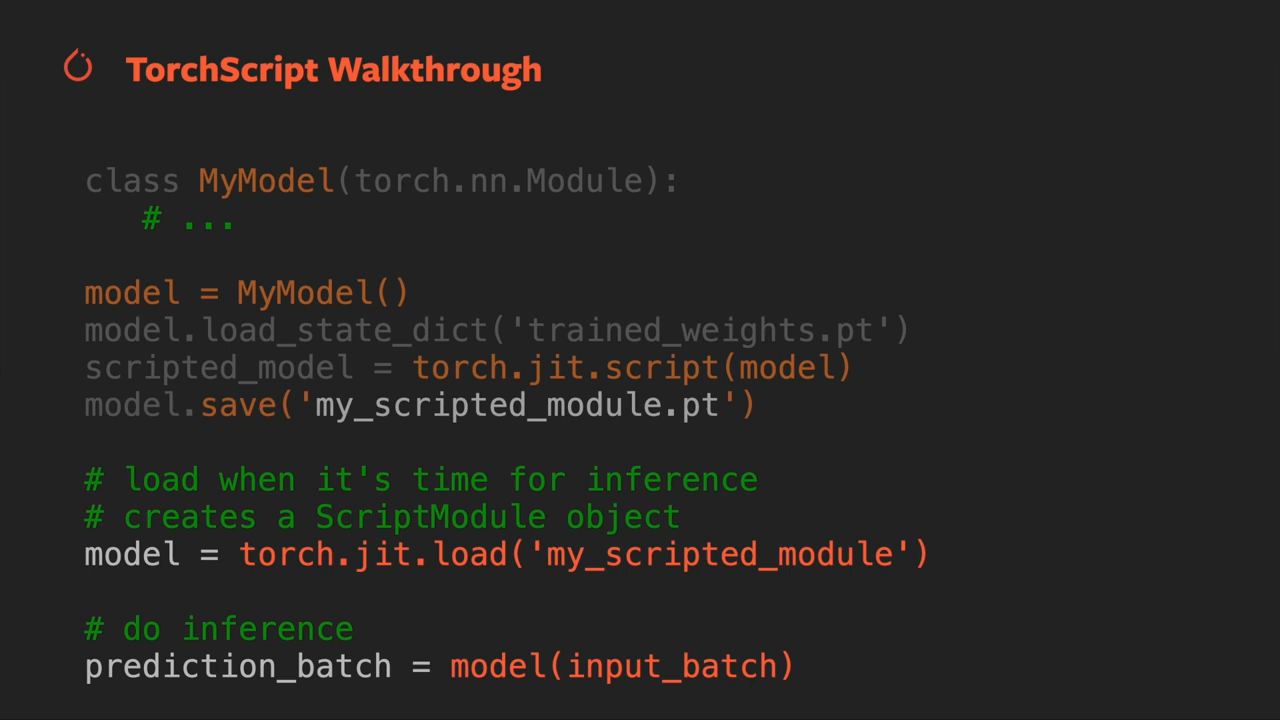 TorchScript Walkthrough
class MyModel(torch.nn.Module):
# ...
model = MyModel()
model.load_state_dict('trained_weights.pt')
scripted_model = torch.jit.script(model)
model.save('my_scripted_module.pt')
# load when it's time for inference
# creates a ScriptModule object
model = torch.jit.load('my_scripted_module')
# do inference
prediction_batch = model(input_batch)